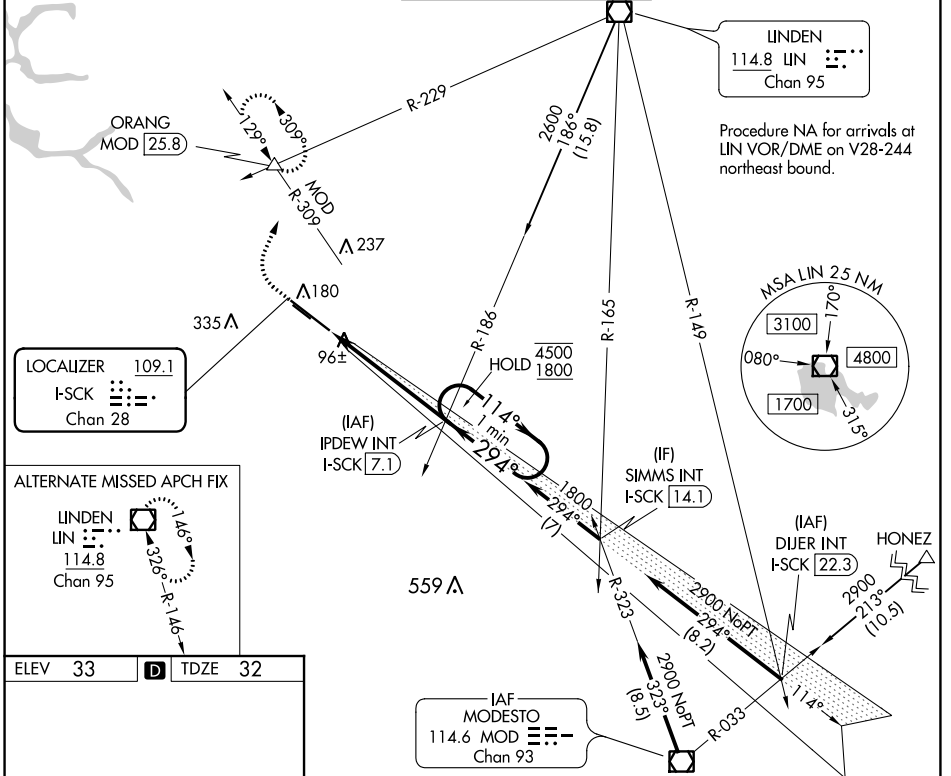 LINDEN
114.8 LIN
Chan 95
Procedure NA for arrivals at
LIN VOR/DME on V28-244
northeast bound.
R-229
2600
186°
(15.8)
ORANG
MOD 25.8
129°
309°
MOD
R-309
237
180
335
96±
LOCALIZER 109.1
I-SCK
Chan 28
R-186
R-165
R-149
HOLD 4500
1800
114°
1 min
294°
(IAF)
IPDEW INT
I-SCK 7.1
MSA LIN 25 NM
3100
170°
080°
4800
1700
315°
(IF)
SIMMS INT
I-SCK 14.1
1800
294°
(7)
(IAF)
DIJER INT
I-SCK 22.3
HONEZ
2900
213°
(10.5)
ALTERNATE MISSED APCH FIX
LINDEN
LIN
114.8
Chan 95
146°
326°
R-146
559
R-323
2900 NoPT
294°
(8.2)
2900 NoPT
323°
(8.5)
114°
R-033
IAF
MODESTO
114.6 MOD
Chan 93
ELEV 33 D TDZE 32